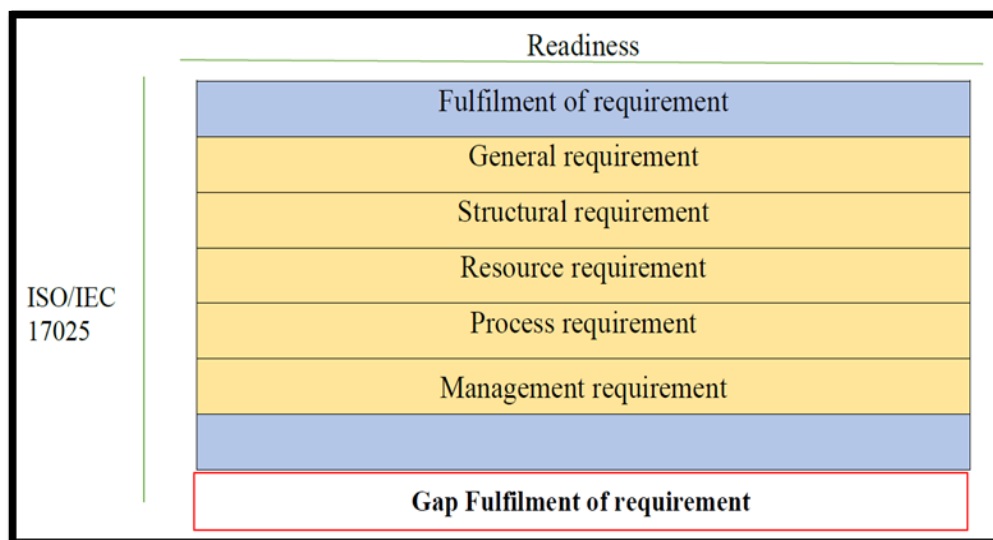 Readiness
Fulfilment of requirement
General requirement
Structural requirement
Resource requirement
Process requirement
Management requirement
ISO/IEC
17025
Gap Fulfilment of requirement